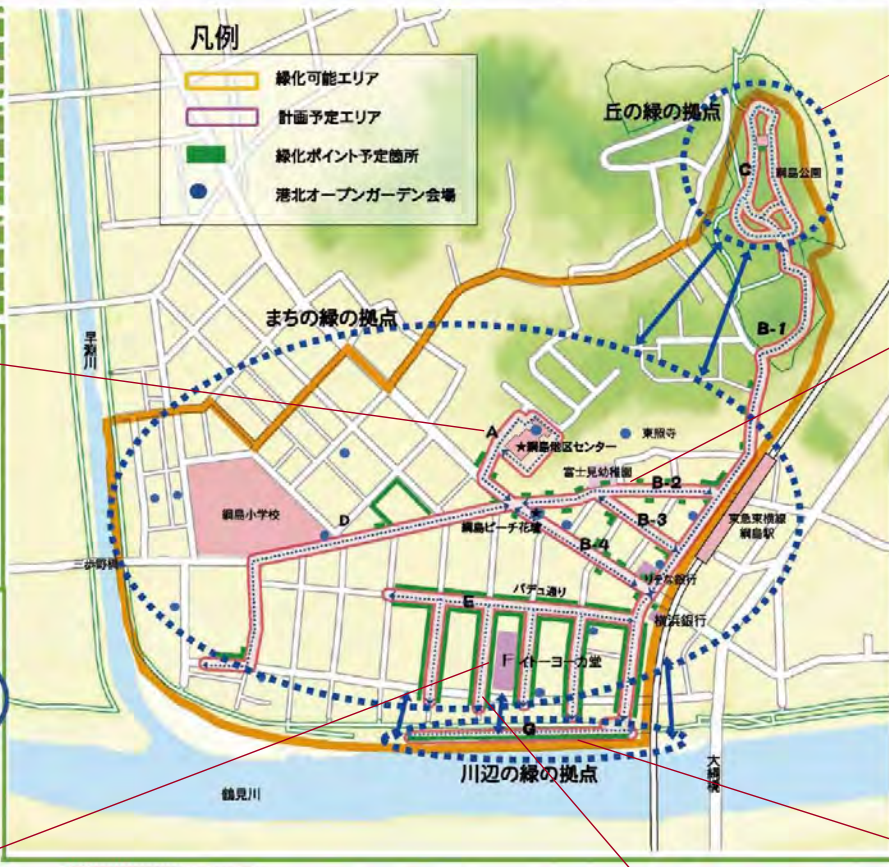 凡例
緑化可能エリア
計画予定エリア
緑化ポイント予定箇所
港北オープンガーデン会場
丘の緑の拠点
C
綱島公園
B-1
まちの緑の拠点
早渕川
A
★綱島地区センター
東照寺
富士見幼稚園
B-2
綱島小学校
D
綱島ピーチ花壇
B-3
東急東横線
綱島駅
B-4
りそな銀行
E
パデュ通り
横浜銀行
F
イトーヨーカ堂
G
川辺の緑の拠点
大綱橋
鶴見川